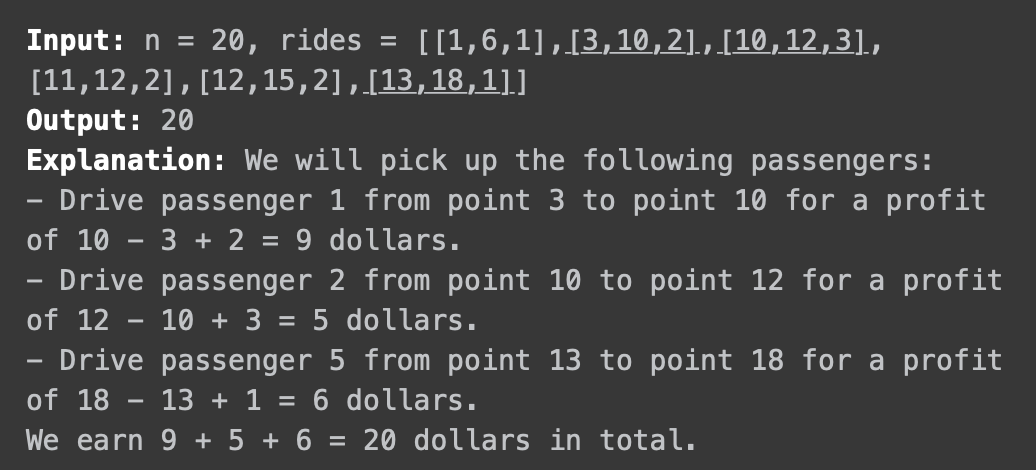 Input: n = 20, rides = [[1,6,1],[3,10,2],[10,12,3],
[11,12,2],[12,15,2],[13,18,1]]
Output: 20
Explanation: We will pick up the following passengers:
– Drive passenger 1 from point 3 to point 10 for a profit
of 10 – 3 + 2 = 9 dollars.
– Drive passenger 2 from point 10 to point 12 for a profit
of 12 – 10 + 3 = 5 dollars.
– Drive passenger 5 from point 13 to point 18 for a profit
of 18 – 13 + 1 = 6 dollars.
We earn 9 + 5 + 6 = 20 dollars in total.